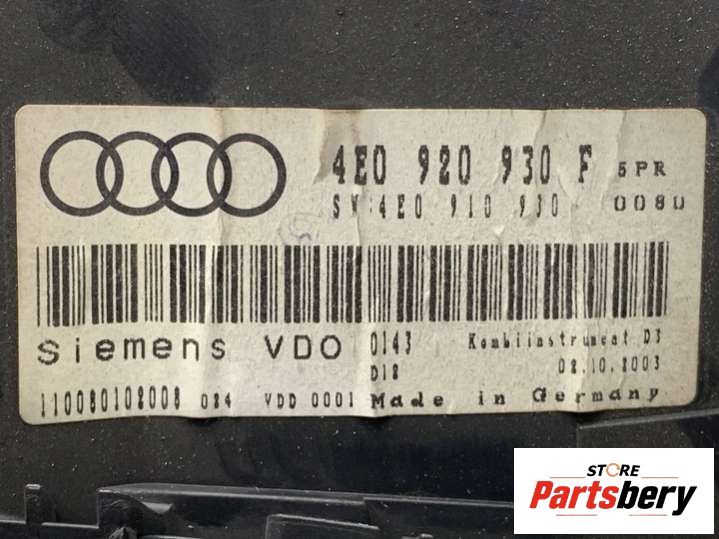 4E0 920 930 F 5PR
SW:4E0 910 930 0080
Siemens VDO 0143 Kombiinstrument D3
D12 02.10.2003
110080102008 024 VDD 0001 Made in Germany
STORE
Partsbery